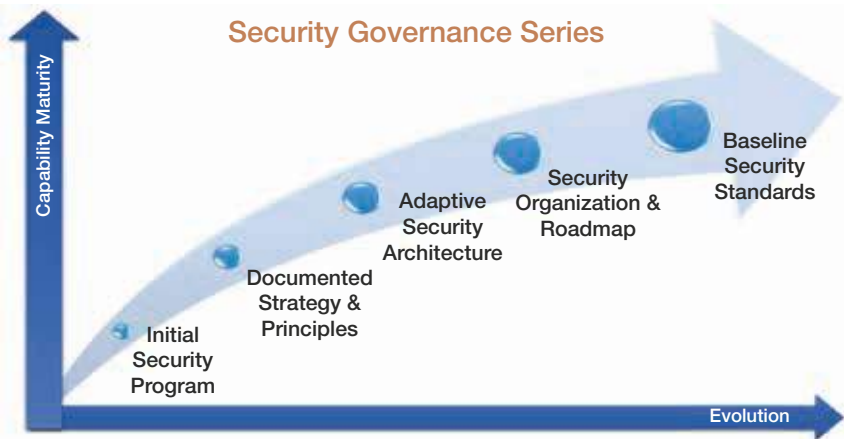 Security Governance Series
Capability Maturity
Baseline
Security
Standards
Security
Organization &
Roadmap
Adaptive
Security
Architecture
Documented
Strategy &
Principles
Initial
Security
Program
Evolution